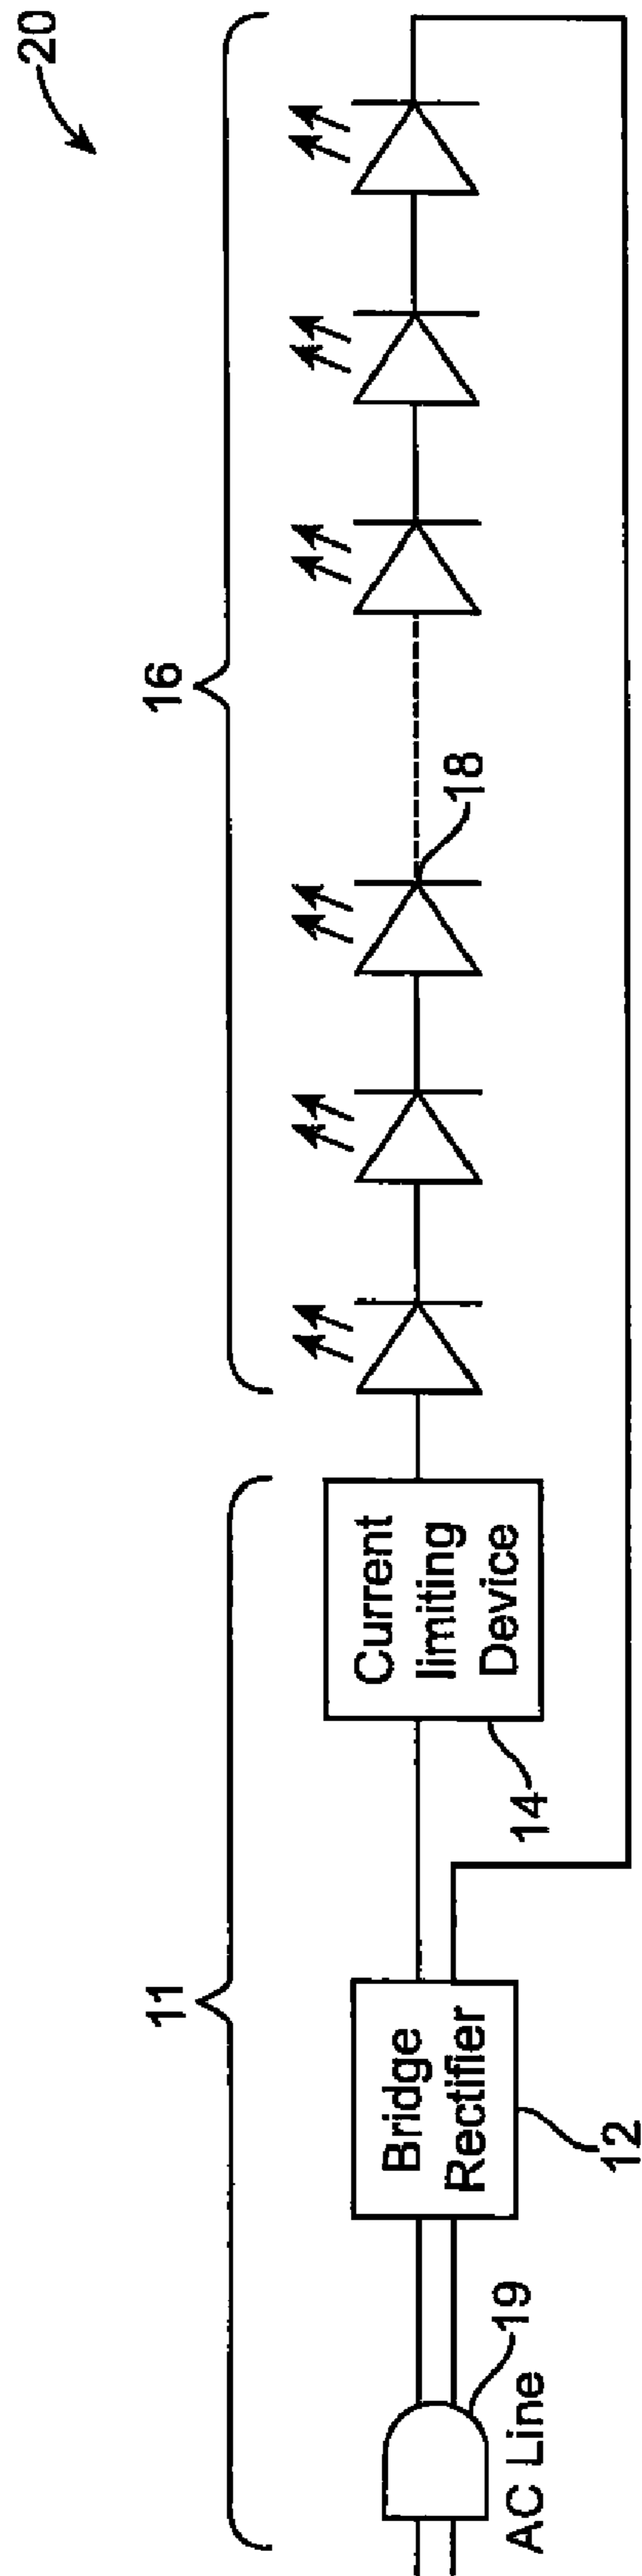 20
16
18
11
Current
limiting
Device
14
Bridge
Rectifier
12
19
AC Line